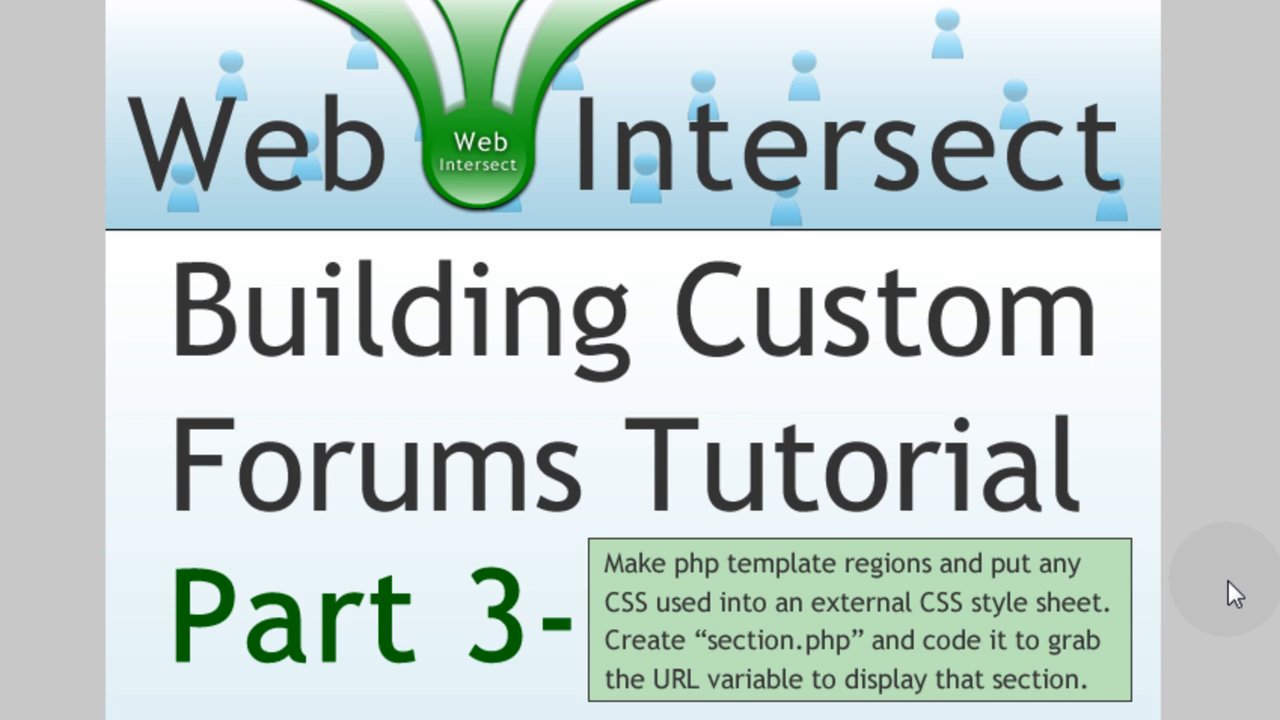 Web Intersect
Web
Intersect
Building Custom
Forums Tutorial
Part 3-
Make php template regions and put any
CSS used into an external CSS style sheet.
Create “section.php” and code it to grab
the URL variable to display that section.